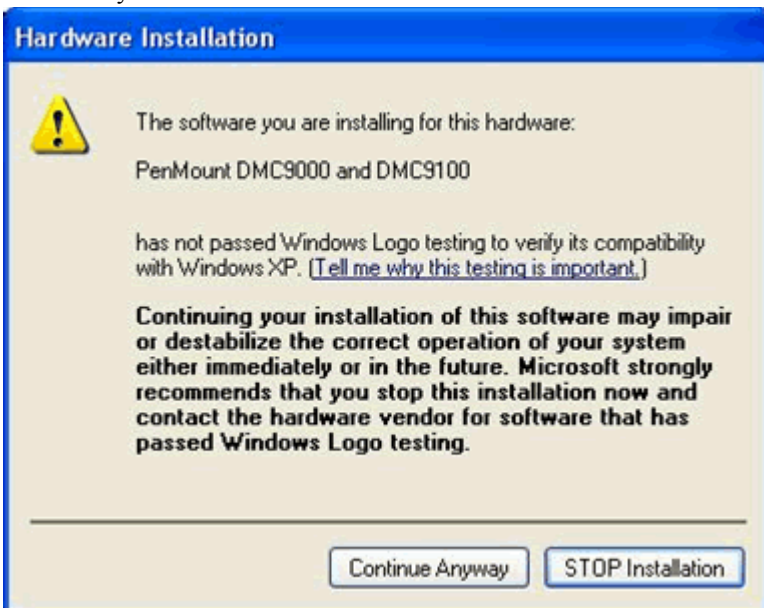 Hardware Installation
The software you are installing for this hardware:
PenMount DMC9000 and DMC9100
has not passed Windows Logo testing to verify its compatibility
with Windows XP. (Tell me why this testing is important.)
Continuing your installation of this software may impair
or destabilize the correct operation of your system
either immediately or in the future. Microsoft strongly
recommends that you stop this installation now and
contact the hardware vendor for software that has
passed Windows Logo testing.
Continue Anyway
STOP Installation